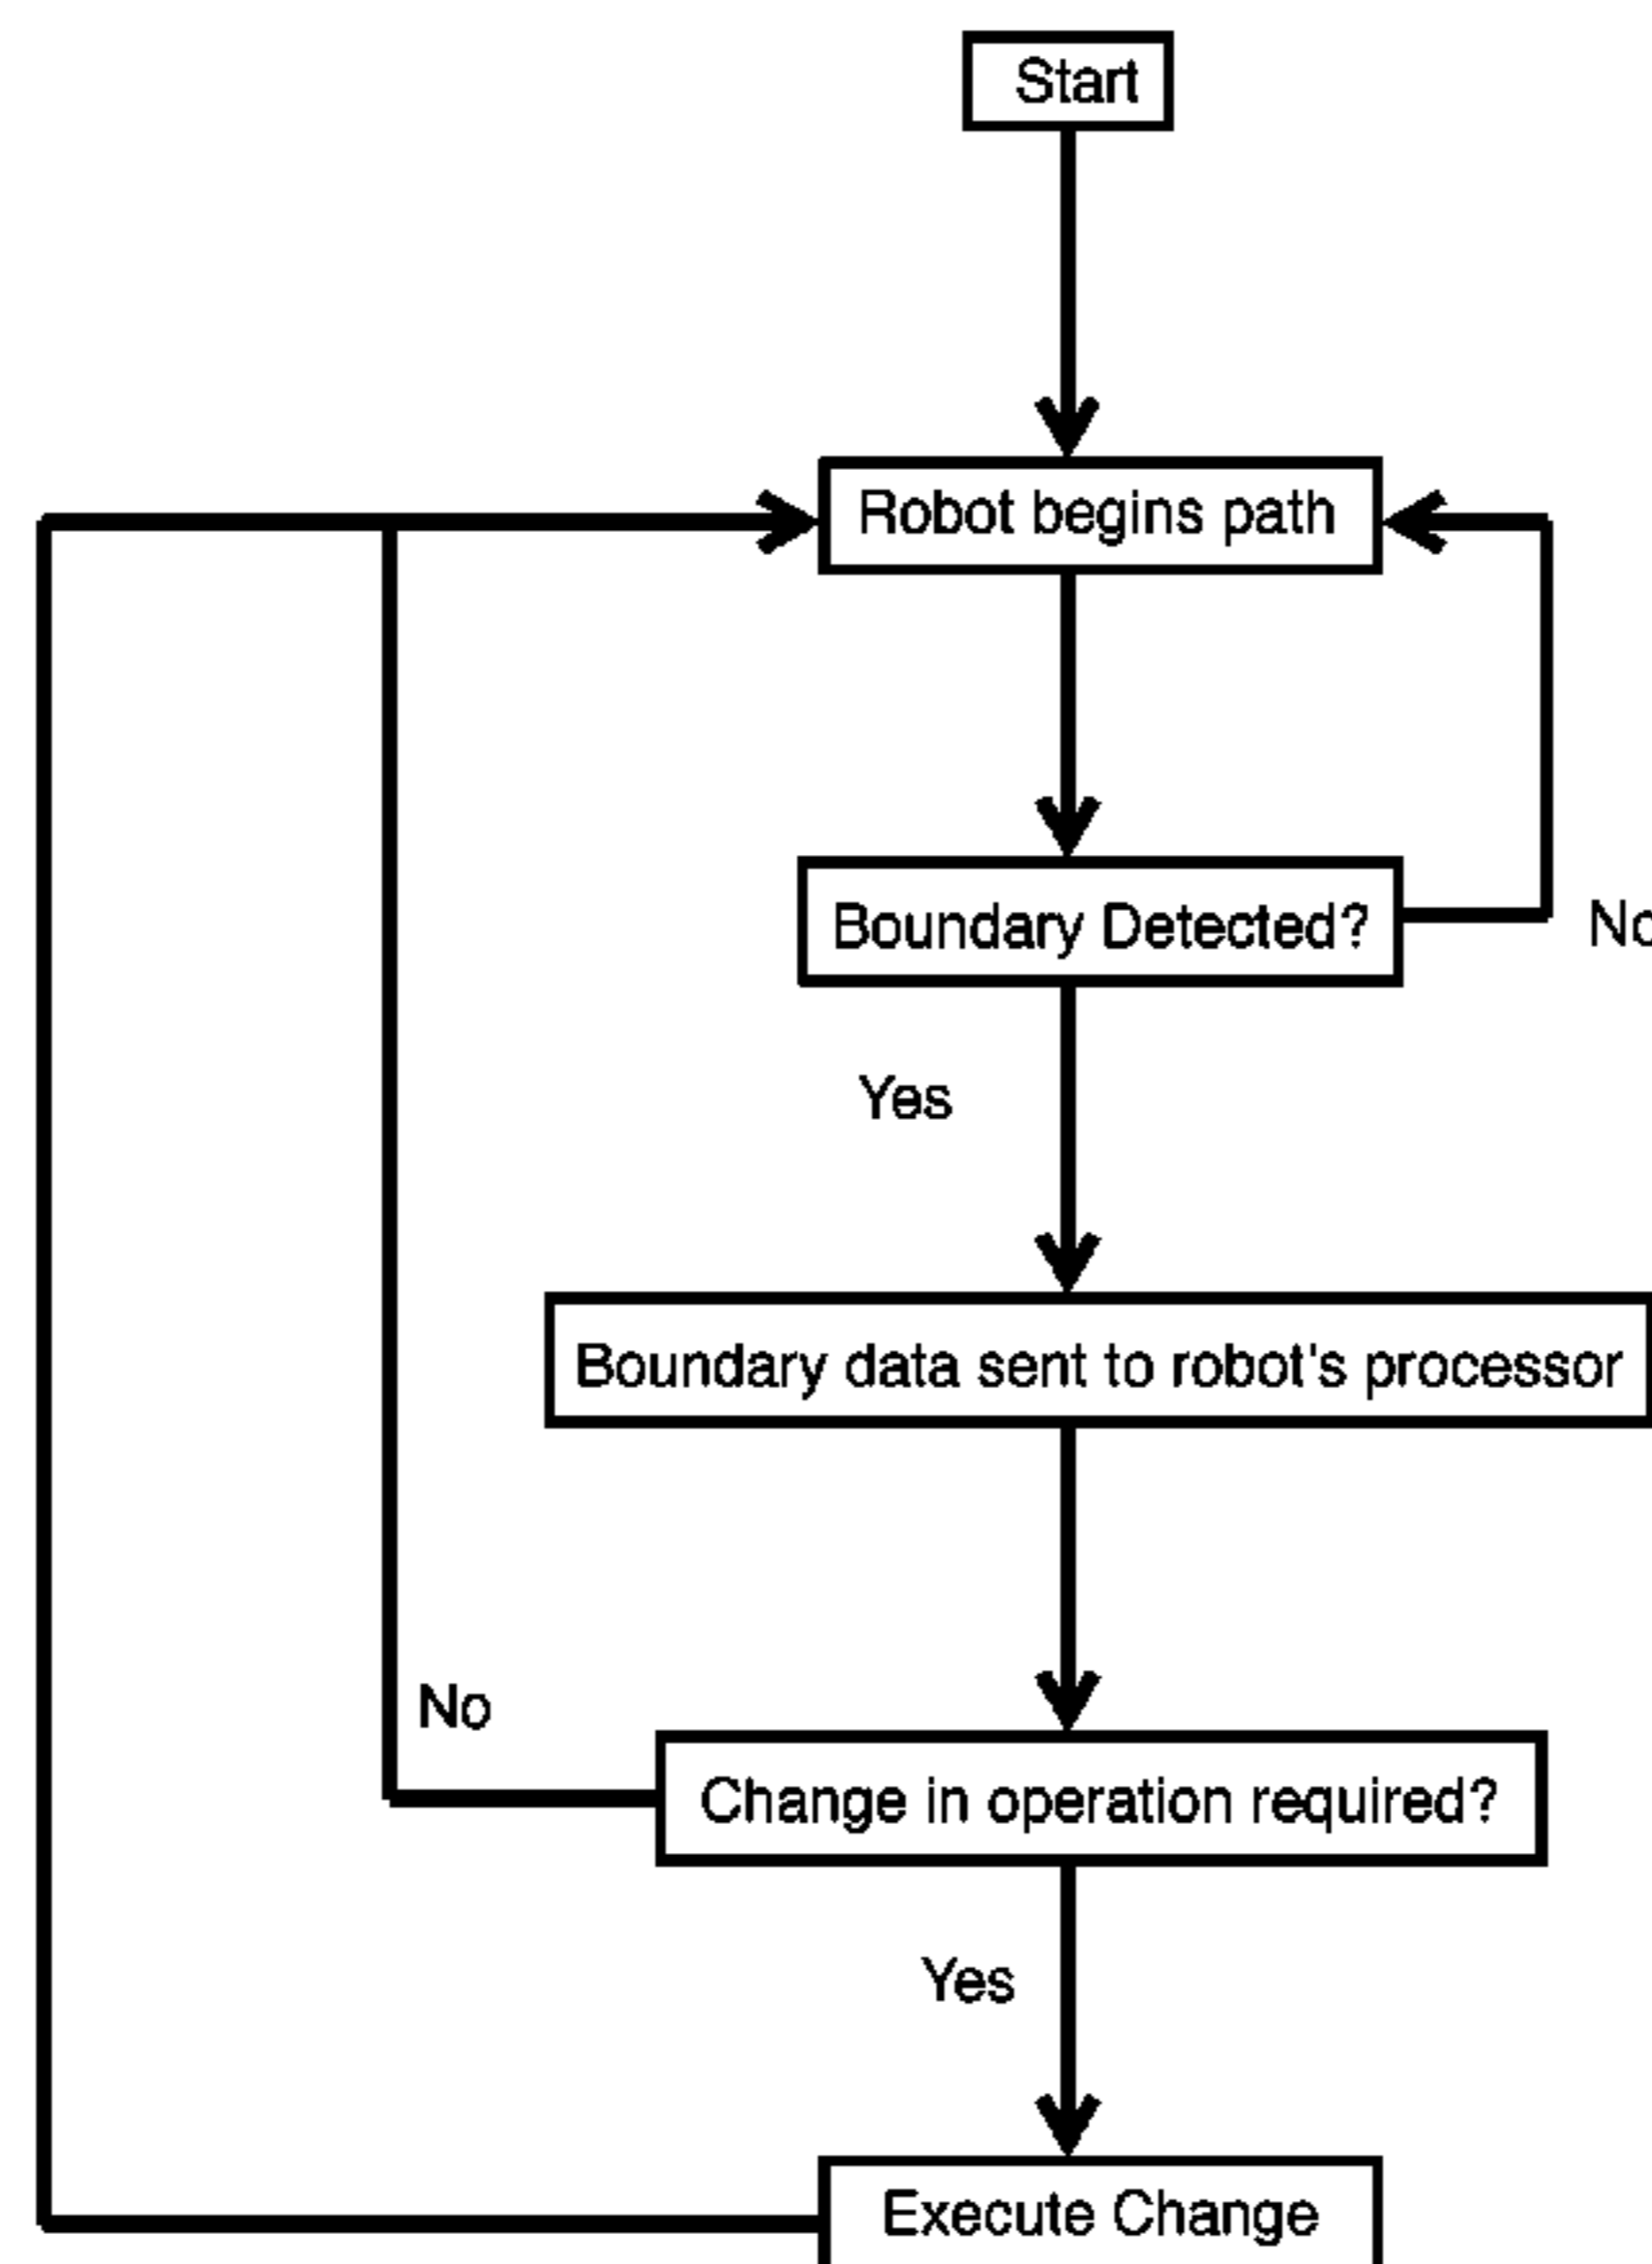 Start
Robot begins path
Boundary Detected?
No
Yes
Boundary data sent to robot's processor
No
Change in operation required?
Yes
Execute Change